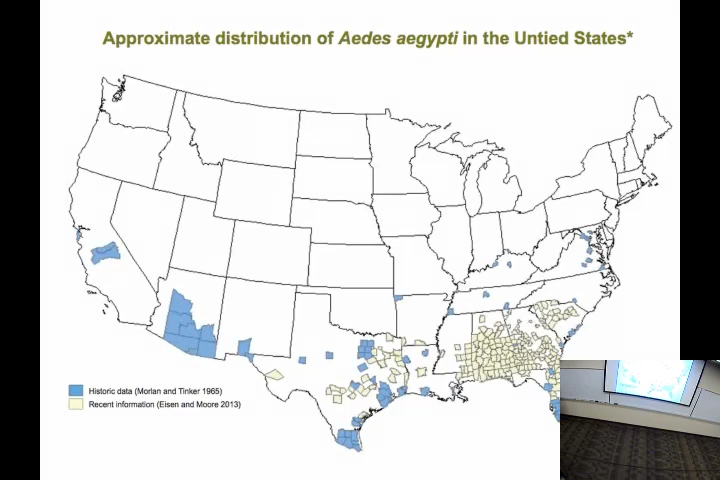 Approximate distribution of Aedes aegypti in the Untied States*
Historic data (Morlan and Tinker 1965)
Recent information (Eisen and Moore 2013)